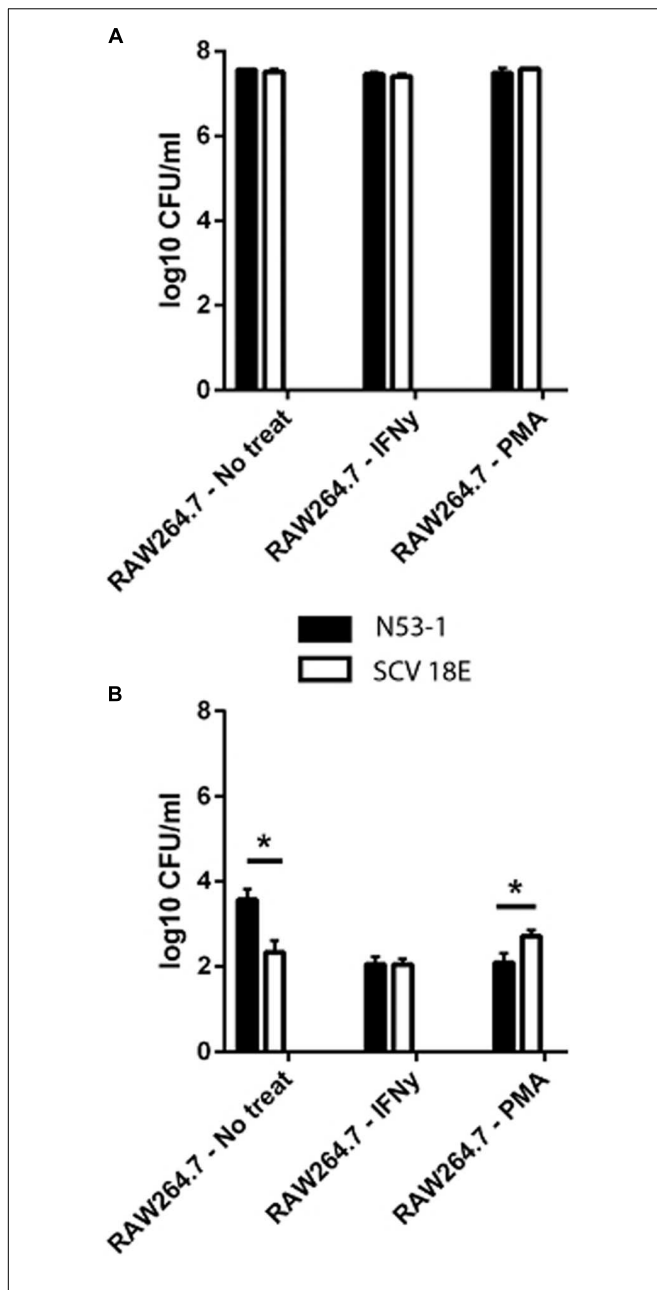 A
log10 CFU/ml
8
6
4
2
0
RAW264.7 - No treat
RAW264.7 - IFNy
RAW264.7 - PMA
N53-1
SCV 18E
B
log10 CFU/ml
8
6
4
2
0
*
*
RAW264.7 - No treat
RAW264.7 - IFNy
RAW264.7 - PMA